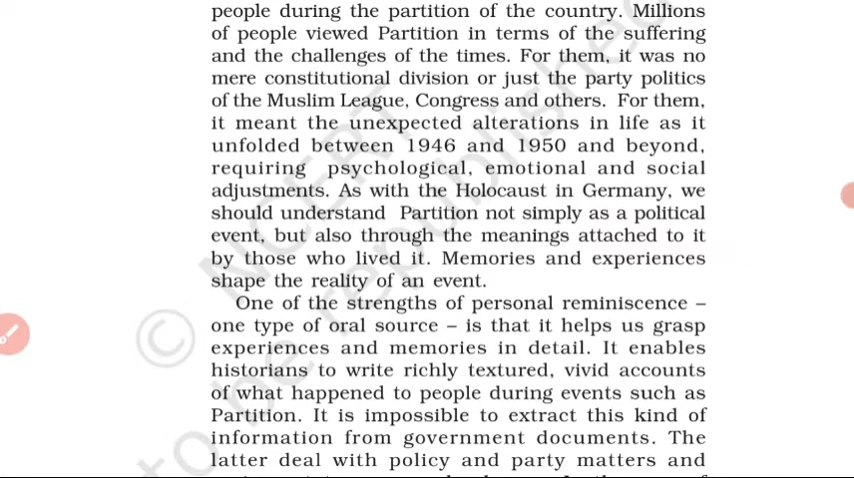 people during the partition of the country. Millions
of people viewed Partition in terms of the suffering
and the challenges of the times. For them, it was no
mere constitutional division or just the party politics
of the Muslim League, Congress and others. For them,
it meant the unexpected alterations in life as it
unfolded between 1946 and 1950 and beyond,
requiring psychological, emotional and social
adjustments. As with the Holocaust in Germany, we
should understand Partition not simply as a political
event, but also through the meanings attached to it
by those who lived it. Memories and experiences
shape the reality of an event.
One of the strengths of personal reminiscence –
one type of oral source – is that it helps us grasp
experiences and memories in detail. It enables
historians to write richly textured, vivid accounts
of what happened to people during events such as
Partition. It is impossible to extract this kind of
information from government documents. The
latter deal with policy and party matters and
© NCERT
to be republished